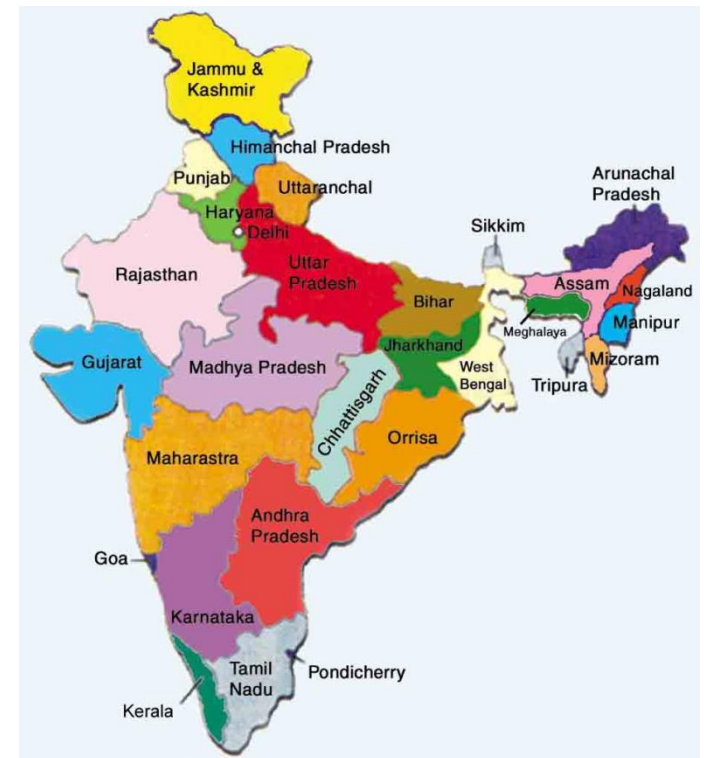 Jammu &
Kashmir
Himanchal Pradesh
Punjab
Uttaranchal
Arunachal
Pradesh
Haryana
Delhi
Sikkim
Rajasthan
Uttar
Pradesh
Assam
Nagaland
Bihar
Meghalaya
Manipur
Gujarat
Madhya Pradesh
Jharkhand
West
Bengal
Mizoram
Tripura
Chhattisgarh
Maharastra
Orrisa
Andhra
Pradesh
Goa
Karnataka
Tamil
Nadu
Pondicherry
Kerala